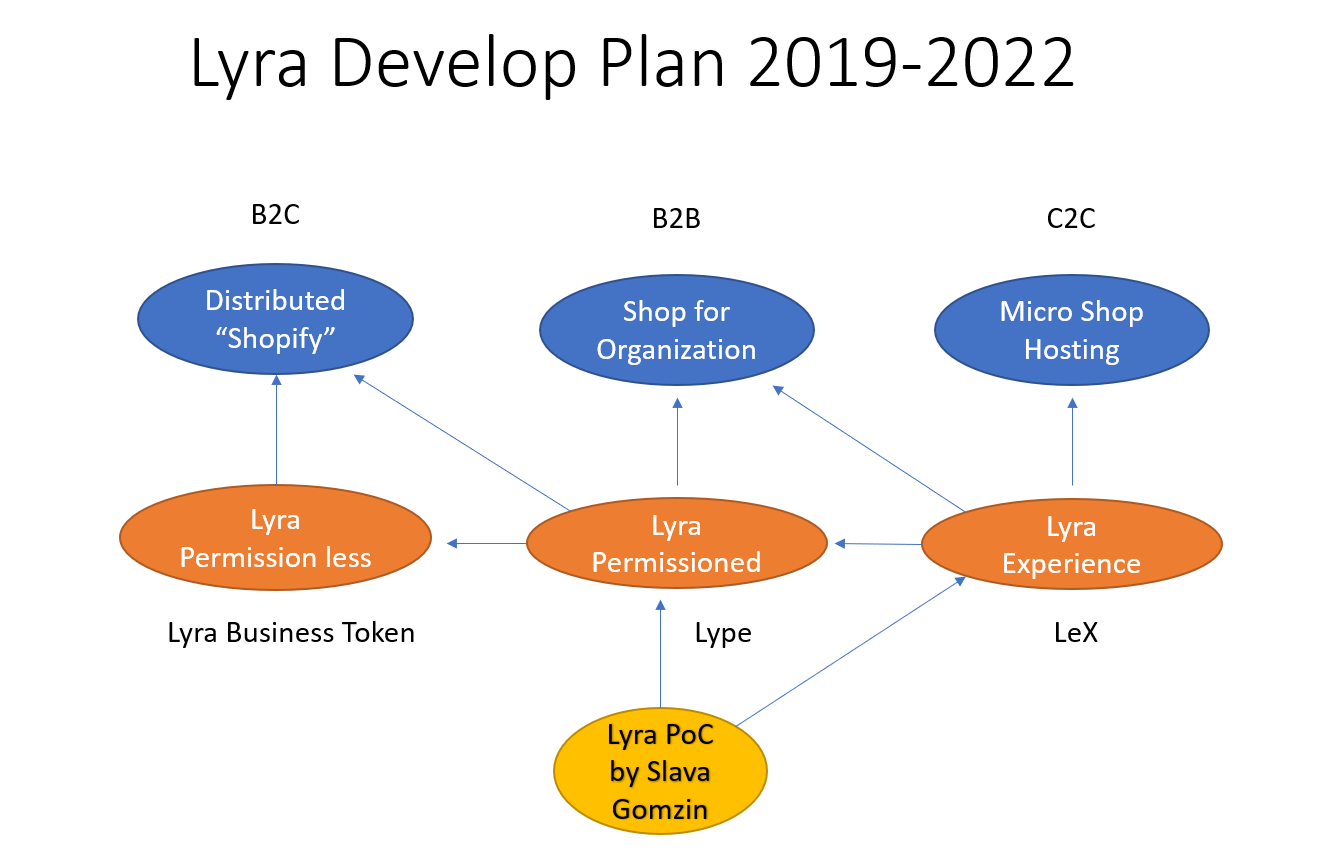 Lyra Develop Plan 2019-2022
B2C
B2B
C2C
Distributed
“Shopify”
Shop for
Organization
Micro Shop
Hosting
Lyra
Permission less
Lyra
Permissioned
Lyra
Experience
Lyra Business Token
Lype
LeX
Lyra PoC
by Slava
Gomzin